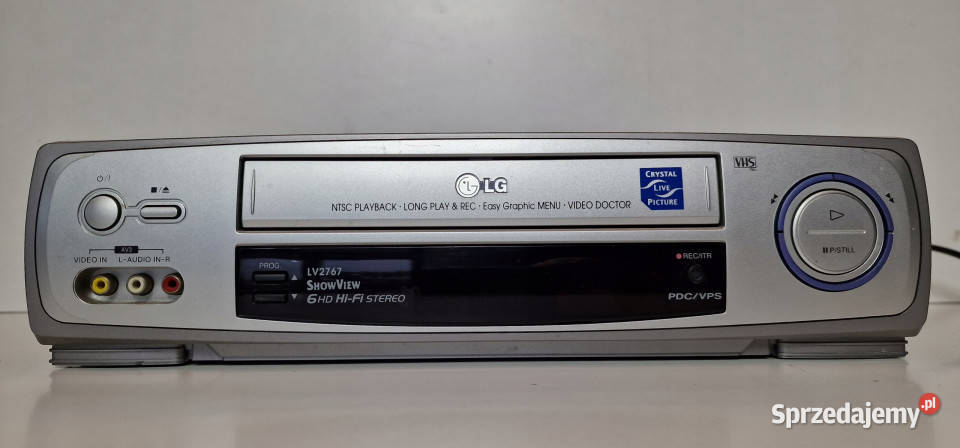 ⏻/I
■/⏏
AV3
VIDEO IN L-AUDIO IN-R
LG
NTSC PLAYBACK · LONG PLAY & REC · Easy Graphic MENU · VIDEO DOCTOR
CRYSTAL
LIVE
PICTURE
VHS
PROG.
LV2767
SHOWVIEW
6HD HI-FI STEREO
REC/ITR
PDC/VPS
P/STILL
Sprzedajemy.pl